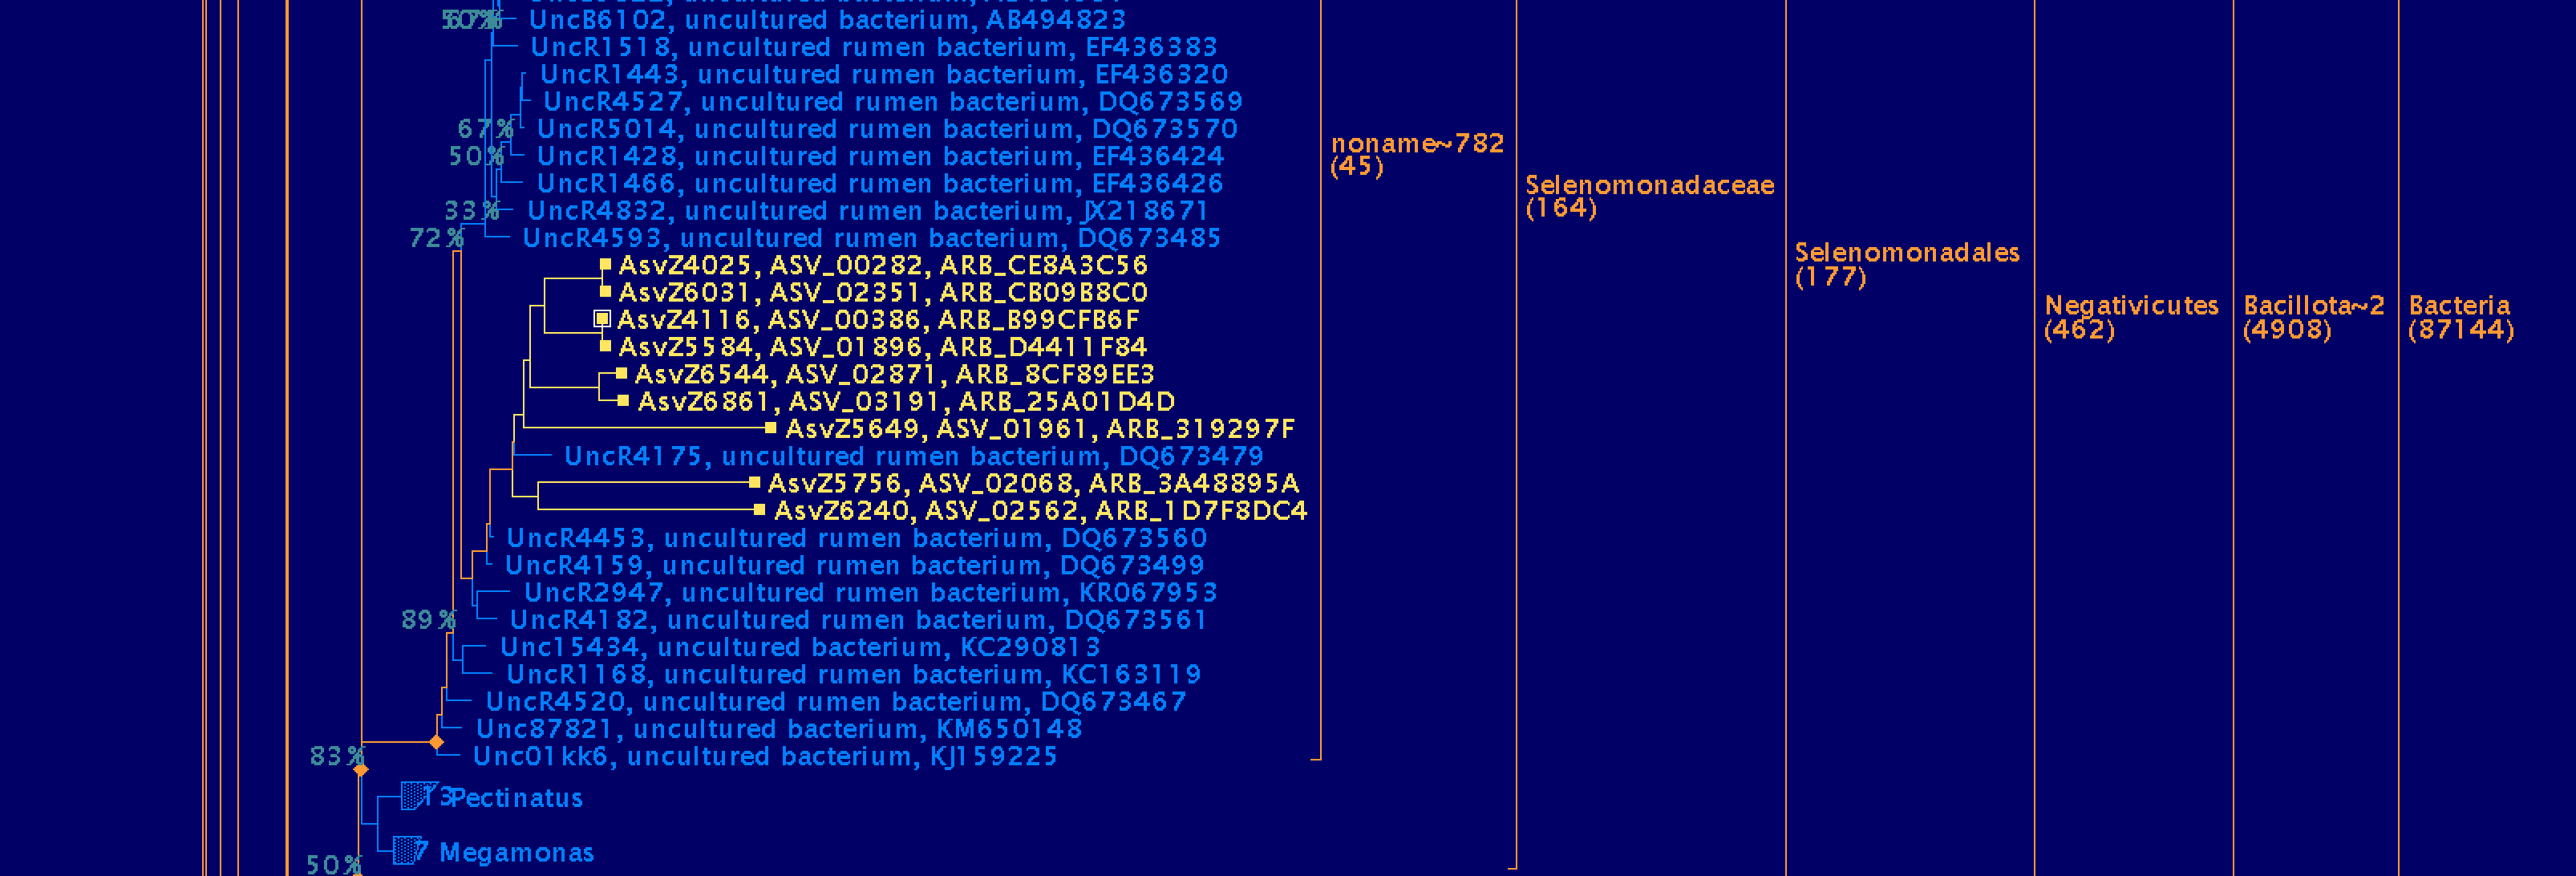 50%
UncB6102, uncultured bacterium, AB494823
UncR1518, uncultured rumen bacterium, EF436383
UncR1443, uncultured rumen bacterium, EF436320
UncR4527, uncultured rumen bacterium, DQ673569
67% UncR5014, uncultured rumen bacterium, DQ673570
50% UncR1428, uncultured rumen bacterium, EF436424
UncR1466, uncultured rumen bacterium, EF436426
33% UncR4832, uncultured rumen bacterium, JX218671
72% UncR4593, uncultured rumen bacterium, DQ673485
AsvZ4025, ASV_00282, ARB_CE8A3C56
AsvZ6031, ASV_02351, ARB_CB09B8C0
AsvZ4116, ASV_00386, ARB_B99CFB6F
AsvZ5584, ASV_01896, ARB_D4411F84
AsvZ6544, ASV_02871, ARB_8CF89EE3
AsvZ6861, ASV_03191, ARB_25A01D4D
AsvZ5649, ASV_01961, ARB_319297F
UncR4175, uncultured rumen bacterium, DQ673479
AsvZ5756, ASV_02068, ARB_3A48895A
AsvZ6240, ASV_02562, ARB_1D7F8DC4
UncR4453, uncultured rumen bacterium, DQ673560
UncR4159, uncultured rumen bacterium, DQ673499
UncR2947, uncultured rumen bacterium, KR067953
89% UncR4182, uncultured rumen bacterium, DQ673561
Unc15434, uncultured bacterium, KC290813
UncR1168, uncultured rumen bacterium, KC163119
UncR4520, uncultured rumen bacterium, DQ673467
Unc87821, uncultured bacterium, KM650148
83% Unc01kk6, uncultured bacterium, KJ159225
13 Pectinatus
7 Megamonas
50%
noname~782
(45)
Selenomonadaceae
(164)
Selenomonadales
(177)
Negativicutes
(462)
Bacillota~2
(4908)
Bacteria
(87144)